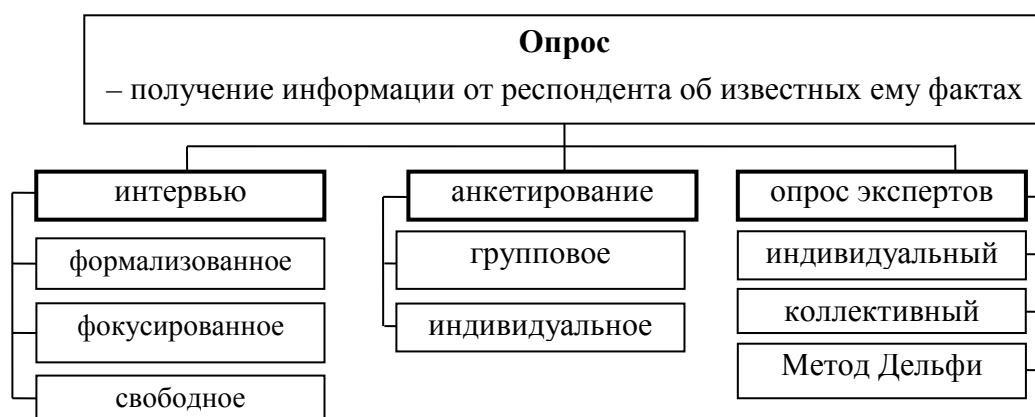 Опрос
– получение информации от респондента об известных ему фактах
интервью
формализованное
фокусированное
свободное
анкетирование
групповое
индивидуальное
опрос экспертов
индивидуальный
коллективный
Метод Дельфи